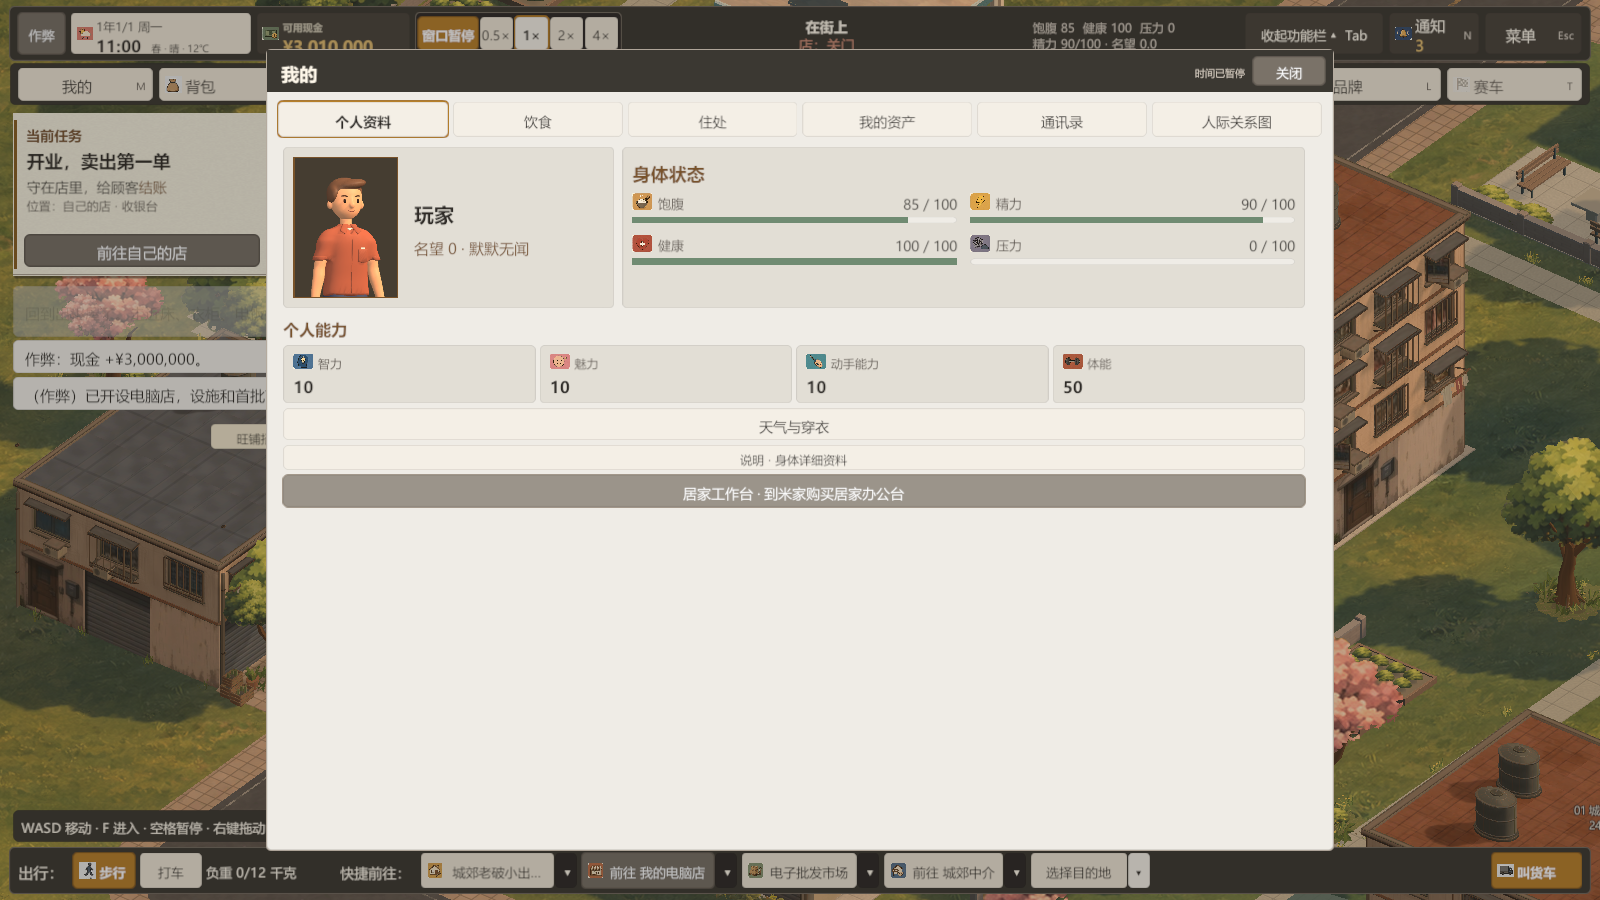 作弊
1年1/1 周一
11:00 春 · 晴 · 12℃
可用现金
¥3,010,000
窗口暂停 0.5× 1× 2× 4×
在街上
店：关门
饱腹 85 健康 100 压力 0
精力 90/100 · 名望 0.0
收起功能栏 ▴ Tab
通知 3 N
菜单 Esc
我的 M
背包
品牌 L
赛车 T
我的
时间已暂停
关闭
个人资料
饮食
住处
我的资产
通讯录
人际关系图
当前任务
开业，卖出第一单
守在店里，给顾客结账
位置：自己的店 · 收银台
前往自己的店
作弊：现金 +¥3,000,000。
（作弊）已开设电脑店，设施和首批
旺铺
玩家
名望 0 · 默默无闻
身体状态
饱腹 85 / 100
精力 90 / 100
健康 100 / 100
压力 0 / 100
个人能力
智力
10
魅力
10
动手能力
10
体能
50
天气与穿衣
说明 · 身体详细资料
居家工作台 · 到米家购买居家办公台
01 城
24
WASD 移动 · F 进入 · 空格暂停 · 右键拖动
出行：
步行
打车
负重 0/12 千克
快捷前往：
城郊老破小出...
前往 我的电脑店
电子批发市场
前往 城郊中介
选择目的地
叫货车